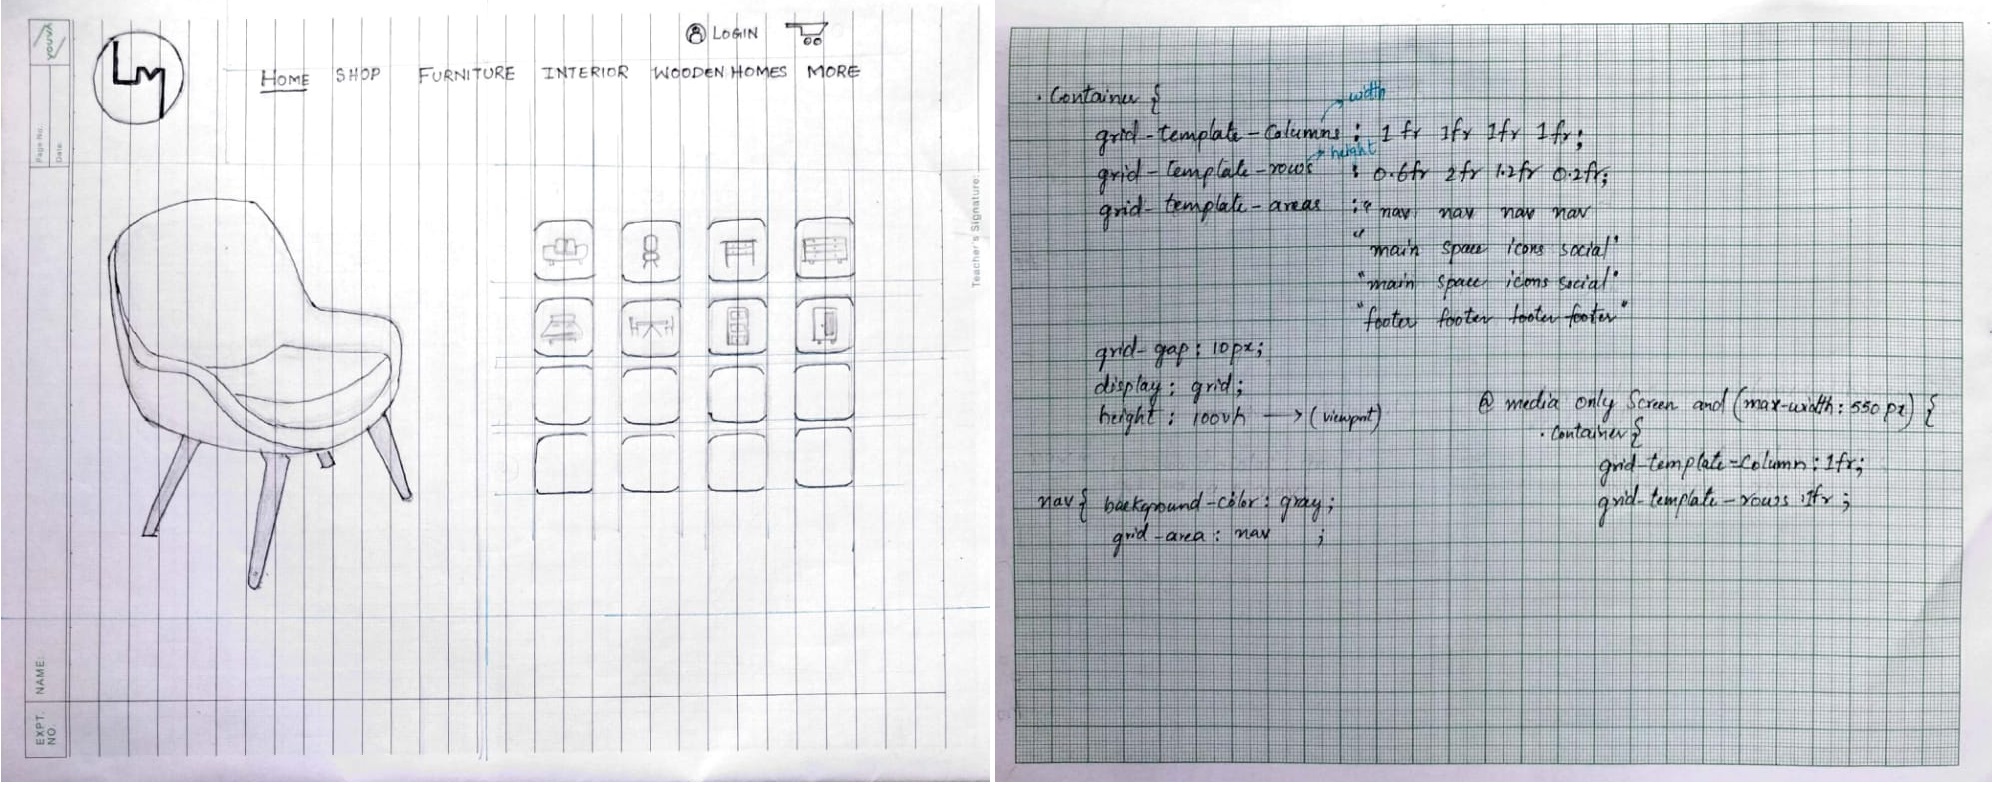 youva
Page No.
Date:
LM
LOGIN
HOME SHOP FURNITURE INTERIOR WOODEN HOMES MORE
Teacher's Signature:
EXPT. NAME:
NO.
. Container {
width
grid-template-Columns : 1 fr 1fr 1fr 1fr;
height
grid-template-rows : 0.6fr 2fr 1.2fr 0.2fr;
grid-template-areas : "nav nav nav nav
"main space icons social"
"main space icons social"
"footer footer footer footer"
grid-gap : 10px;
display : grid;
height : 100vh → (viewport)
nav { background-color : gray;
grid-area : nav ;
@ media only Screen and (max-width : 550px) {
. Container {
grid-template-Column : 1fr;
grid-template-rows : 1fr ;